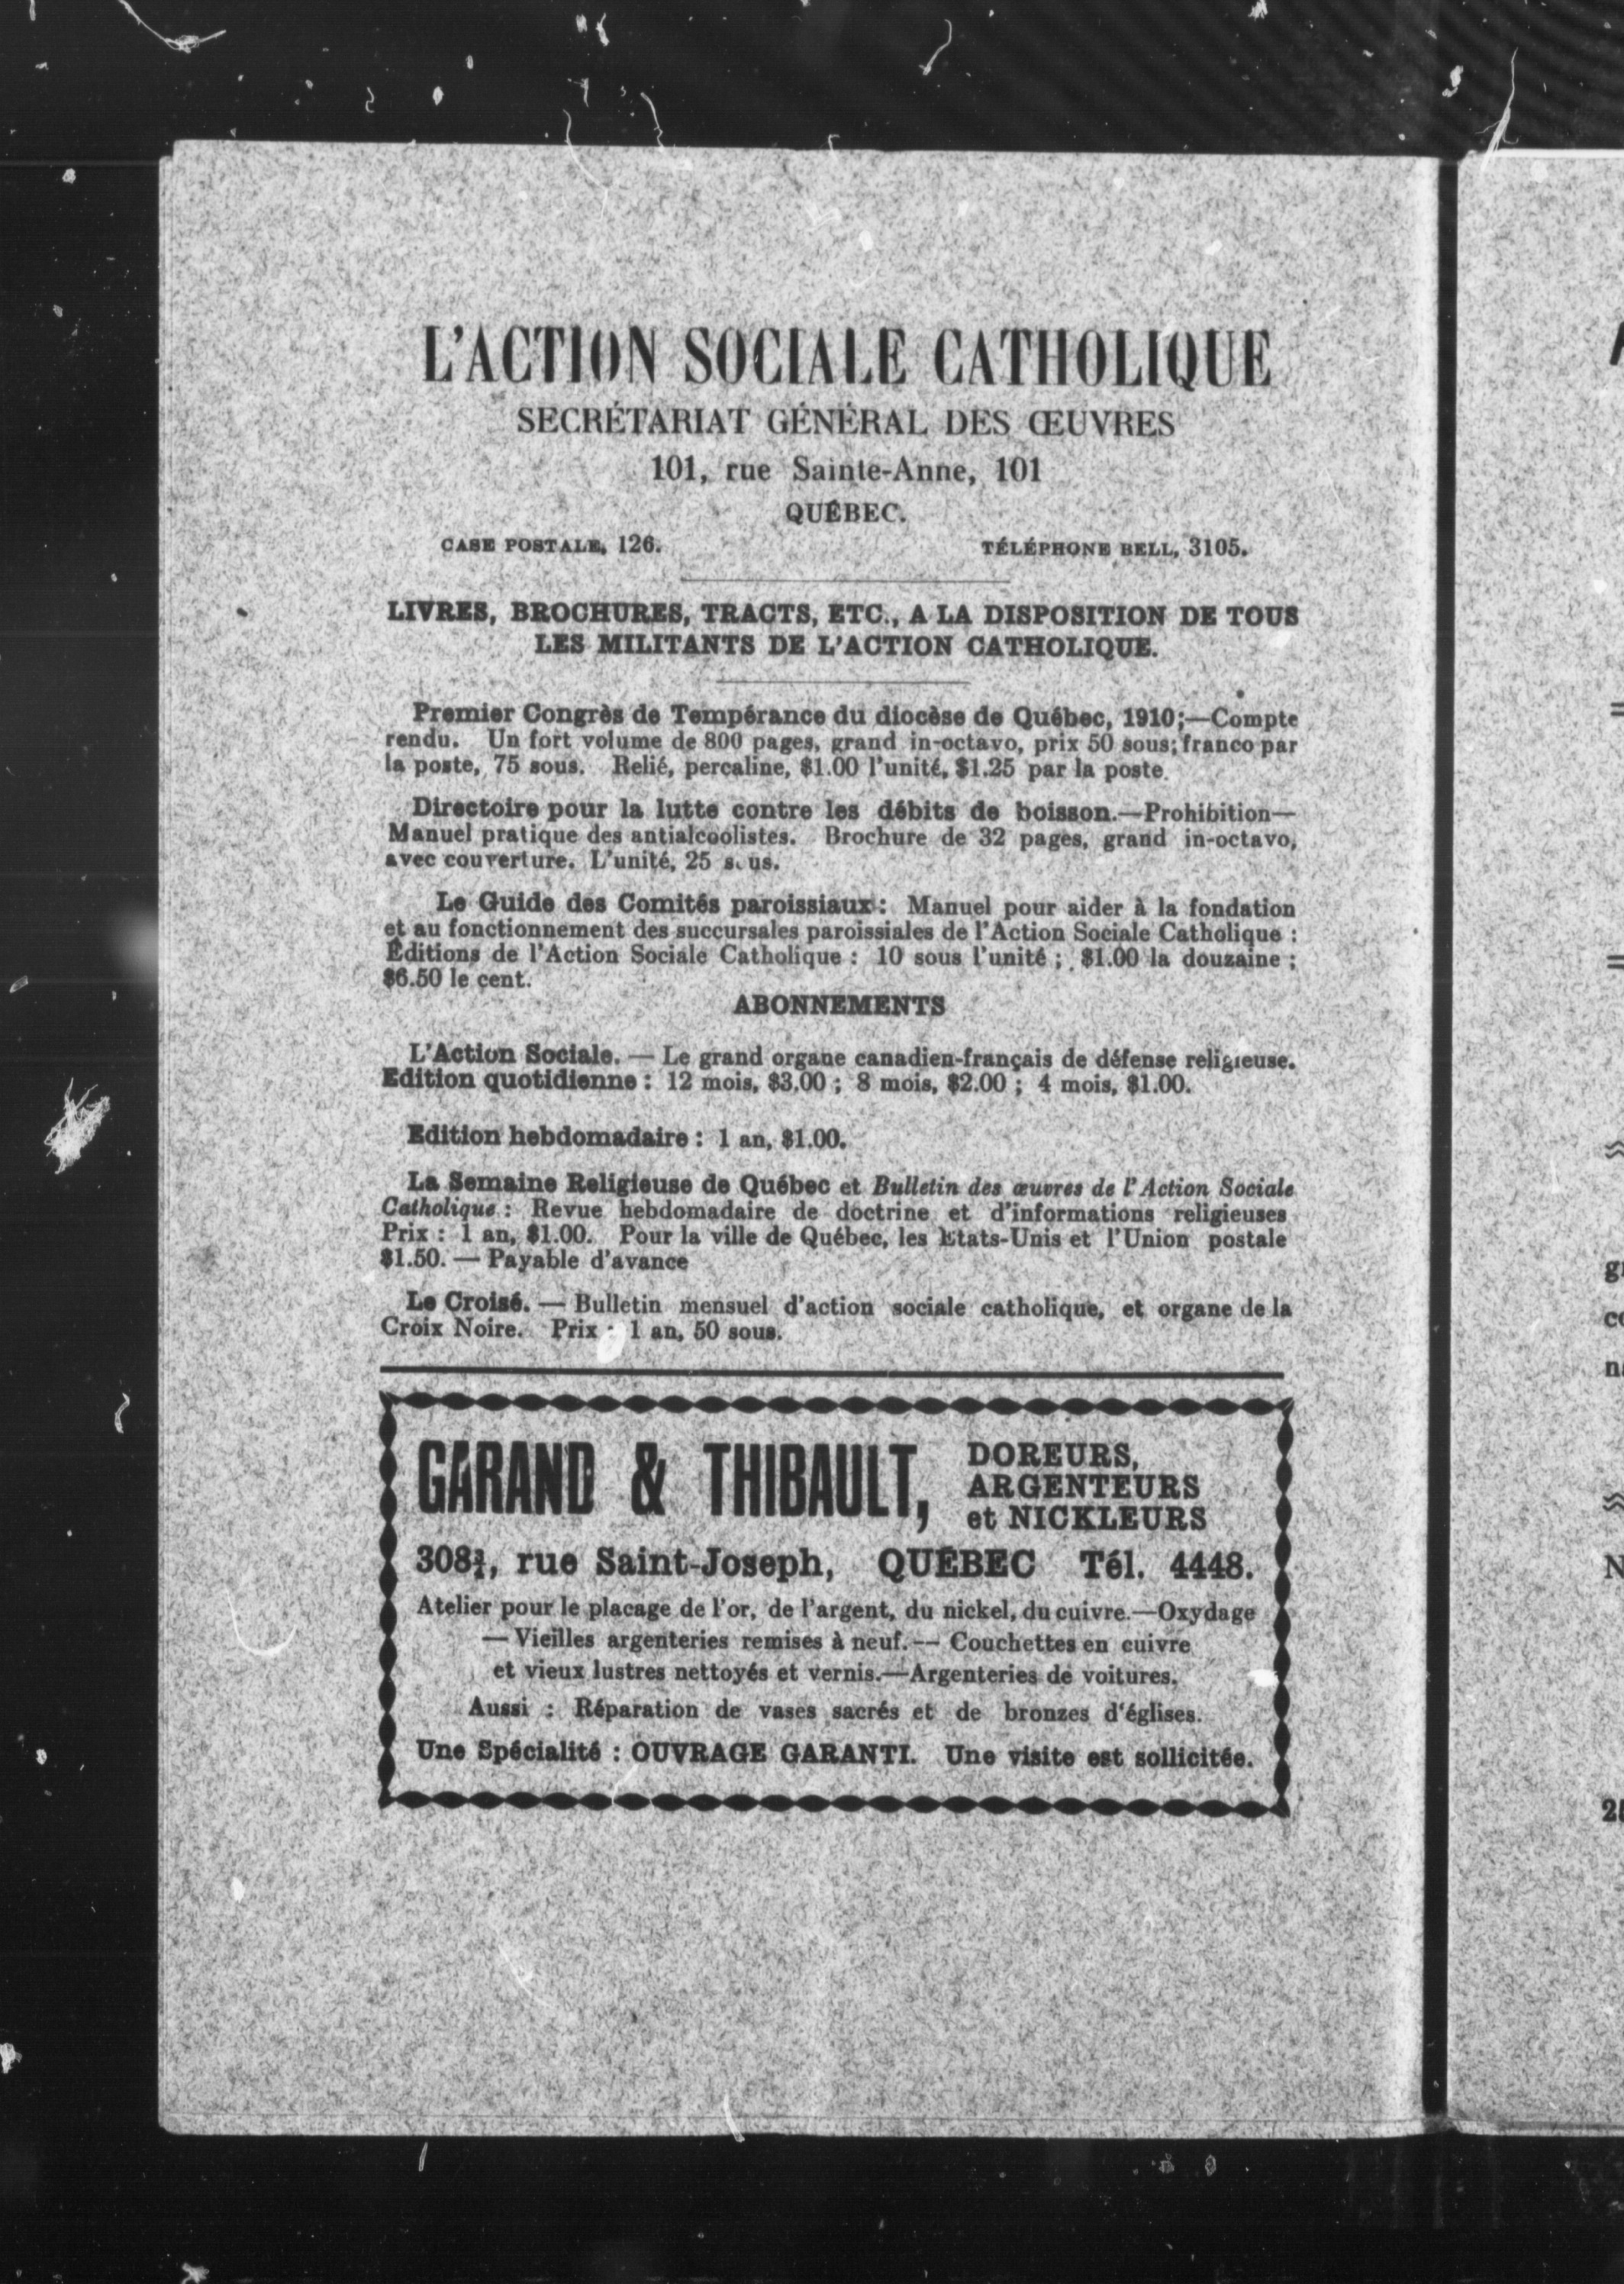 L'ACTION SOCIALE CATHOLIQUE
SECRÉTARIAT GÉNÉRAL DES ŒUVRES
101, rue Sainte-Anne, 101
QUÉBEC.
CASE POSTALE, 126. TÉLÉPHONE BELL, 3105.
LIVRES, BROCHURES, TRACTS, ETC., A LA DISPOSITION DE TOUS
LES MILITANTS DE L'ACTION CATHOLIQUE.
Premier Congrès de Tempérance du diocèse de Québec, 1910;—Compte
rendu. Un fort volume de 800 pages, grand in-octavo, prix 50 sous; franco par
la poste, 75 sous. Relié, percaline, $1.00 l'unité, $1.25 par la poste.
Directoire pour la lutte contre les débits de boisson.—Prohibition—
Manuel pratique des antialcoolistes. Brochure de 32 pages, grand in-octavo,
avec couverture. L'unité, 25 sous.
Le Guide des Comités paroissiaux: Manuel pour aider à la fondation
et au fonctionnement des succursales paroissiales de l'Action Sociale Catholique :
Éditions de l'Action Sociale Catholique : 10 sous l'unité ; $1.00 la douzaine ;
$6.50 le cent.
ABONNEMENTS
L'Action Sociale. — Le grand organe canadien-français de défense religieuse.
Edition quotidienne : 12 mois, $3.00 ; 8 mois, $2.00 ; 4 mois, $1.00.
Edition hebdomadaire : 1 an, $1.00.
La Semaine Religieuse de Québec et Bulletin des œuvres de l'Action Sociale
Catholique : Revue hebdomadaire de doctrine et d'informations religieuses
Prix : 1 an, $1.00. Pour la ville de Québec, les Etats-Unis et l'Union postale
$1.50. — Payable d'avance
Le Croisé. — Bulletin mensuel d'action sociale catholique, et organe de la
Croix Noire. Prix : 1 an, 50 sous.
GARAND & THIBAULT, DOREURS,
ARGENTEURS
et NICKLEURS
308¾, rue Saint-Joseph, QUÉBEC Tél. 4448.
Atelier pour le placage de l'or, de l'argent, du nickel, du cuivre.—Oxydage
— Vieilles argenteries remises à neuf. — Couchettes en cuivre
et vieux lustres nettoyés et vernis.—Argenteries de voitures.
Aussi : Réparation de vases sacrés et de bronzes d'églises.
Une Spécialité : OUVRAGE GARANTI. Une visite est sollicitée.